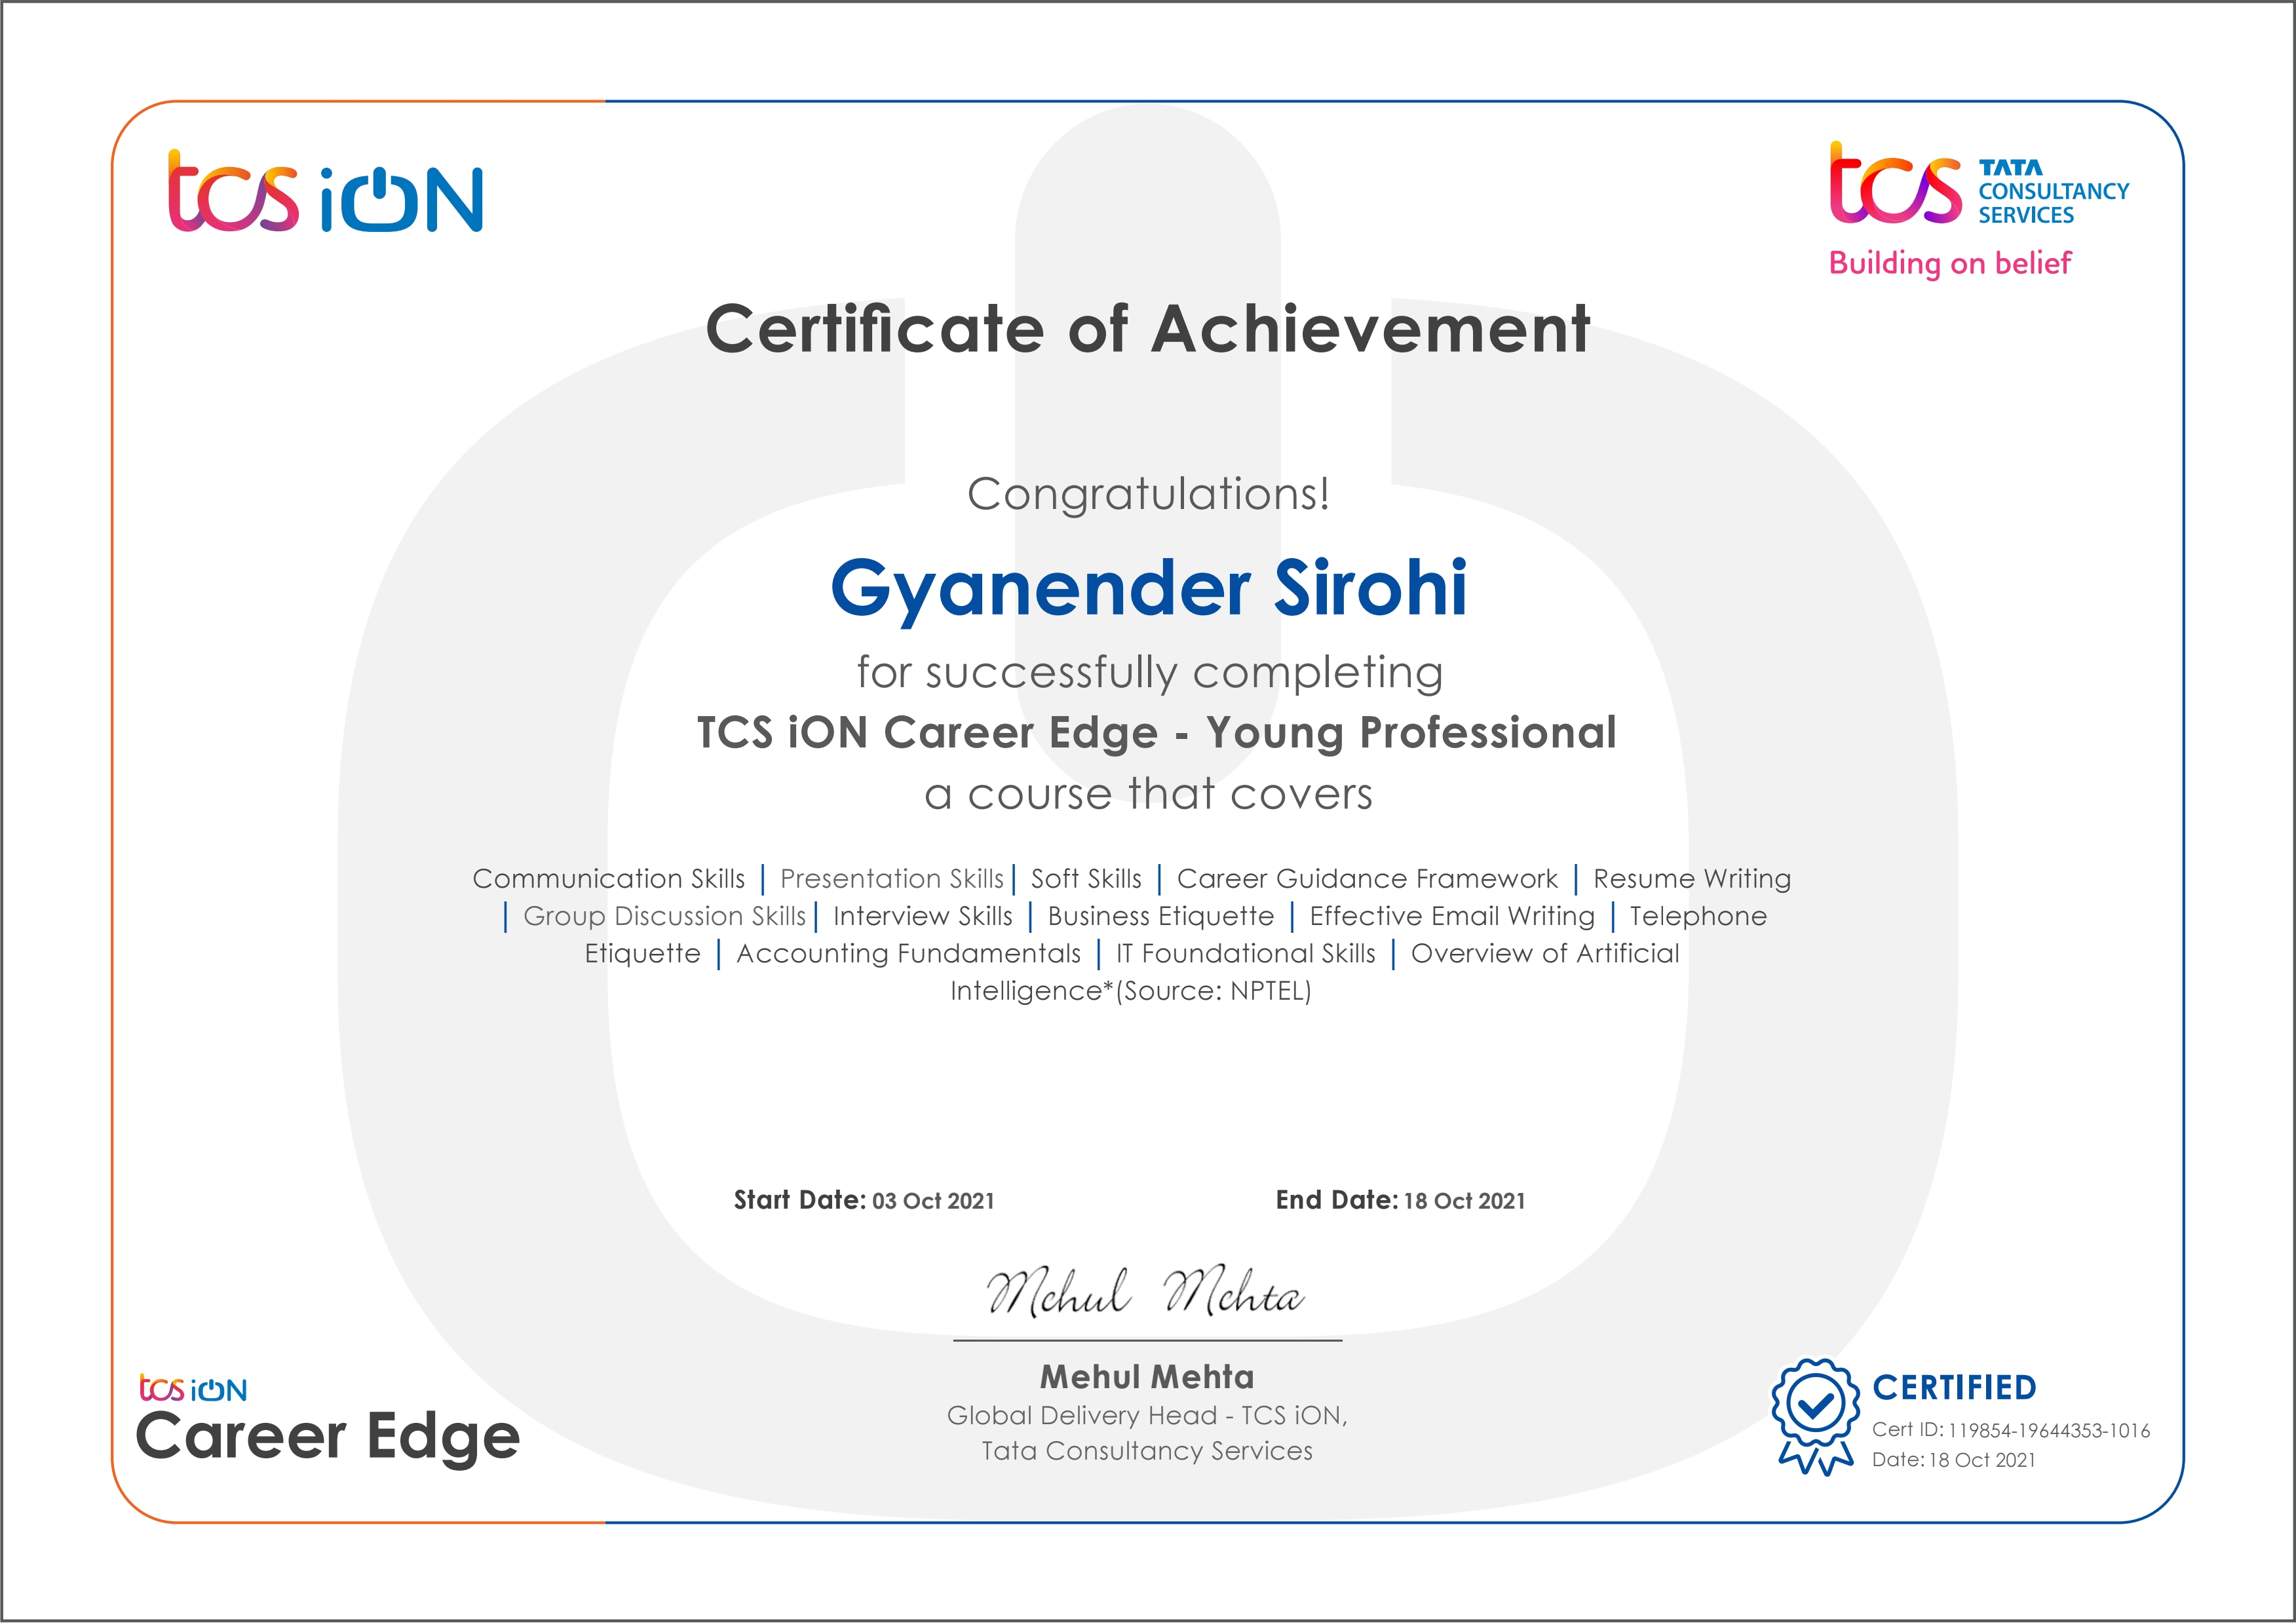 tcs iON
tcs TATA
CONSULTANCY
SERVICES
Building on belief
Certificate of Achievement
Congratulations!
Gyanender Sirohi
for successfully completing
TCS iON Career Edge - Young Professional
a course that covers
Communication Skills | Presentation Skills | Soft Skills | Career Guidance Framework | Resume Writing
| Group Discussion Skills | Interview Skills | Business Etiquette | Effective Email Writing | Telephone
Etiquette | Accounting Fundamentals | IT Foundational Skills | Overview of Artificial
Intelligence*(Source: NPTEL)
Start Date: 03 Oct 2021 End Date: 18 Oct 2021
Mehul Mehta
Mehul Mehta
Global Delivery Head - TCS iON,
Tata Consultancy Services
tcs iON
Career Edge
CERTIFIED
Cert ID: 119854-19644353-1016
Date: 18 Oct 2021